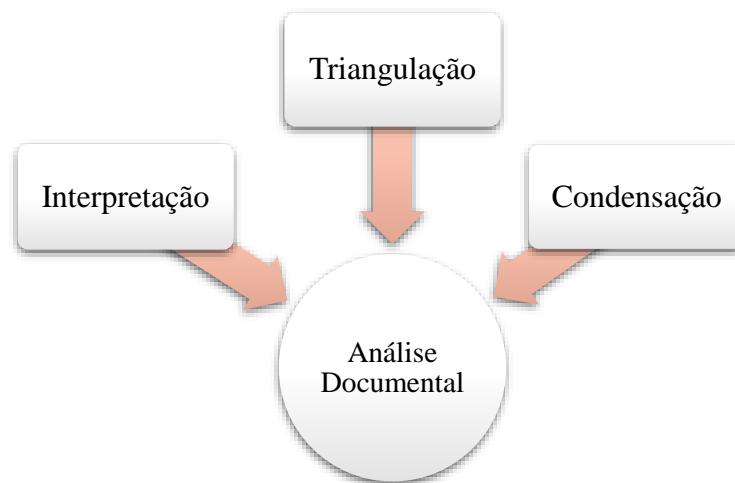 Triangulação
Interpretação
Condensação
Análise
Documental